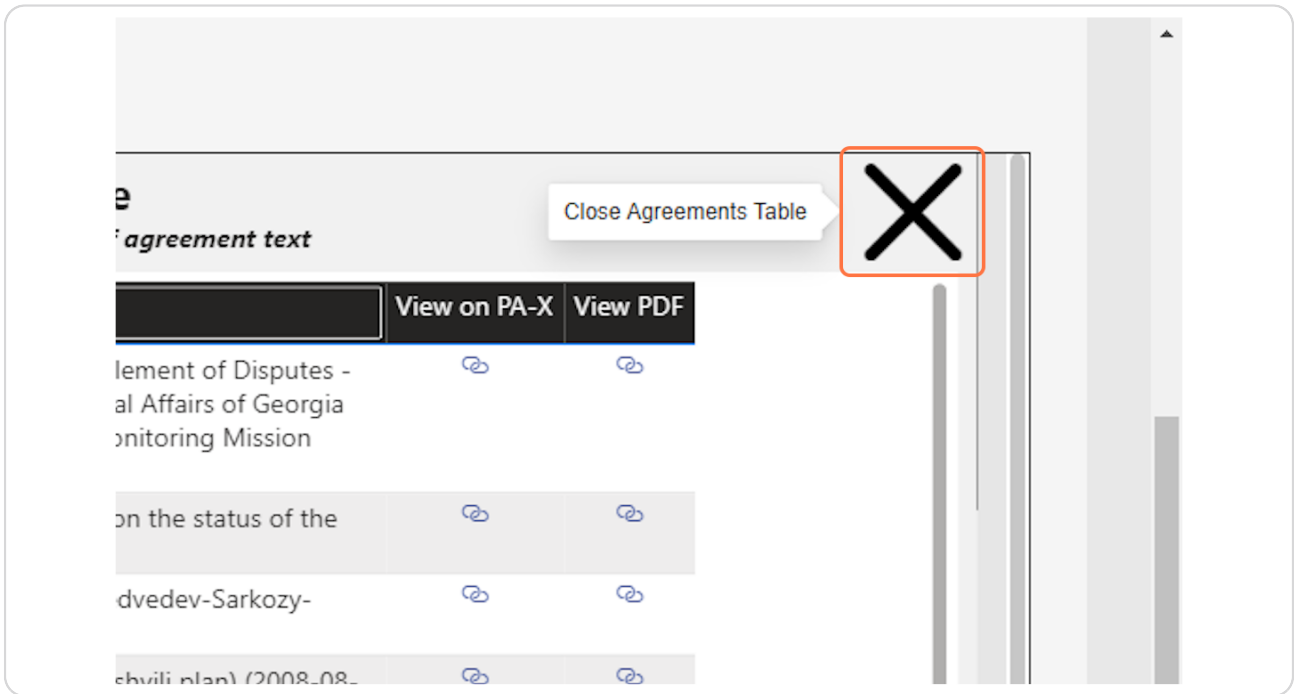 e
Close Agreements Table
f agreement text
View on PA-X View PDF
lement of Disputes -
al Affairs of Georgia
onitoring Mission
on the status of the
dvedev-Sarkozy-
shvili plan) (2008-08-